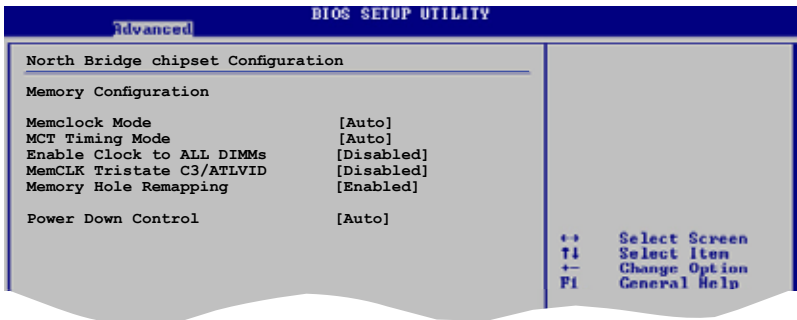 BIOS SETUP UTILITY
Advanced
North Bridge chipset Configuration
Memory Configuration
Memclock Mode [Auto]
MCT Timing Mode [Auto]
Enable Clock to ALL DIMMs [Disabled]
MemCLK Tristate C3/ATLVID [Disabled]
Memory Hole Remapping [Enabled]
Power Down Control [Auto]
←→ Select Screen
↑↓ Select Item
+- Change Option
F1 General Help